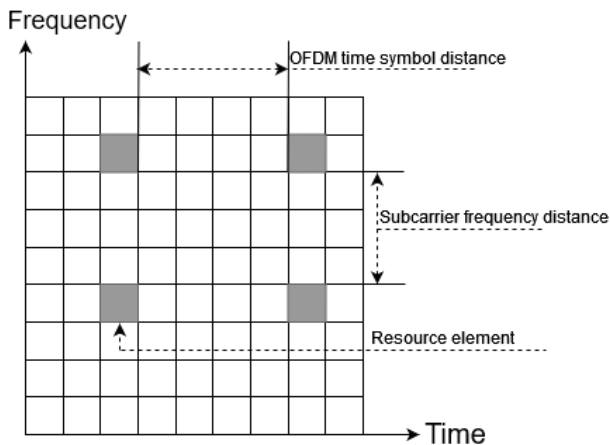 Frequency
OFDM time symbol distance
Subcarrier frequency distance
Resource element
Time